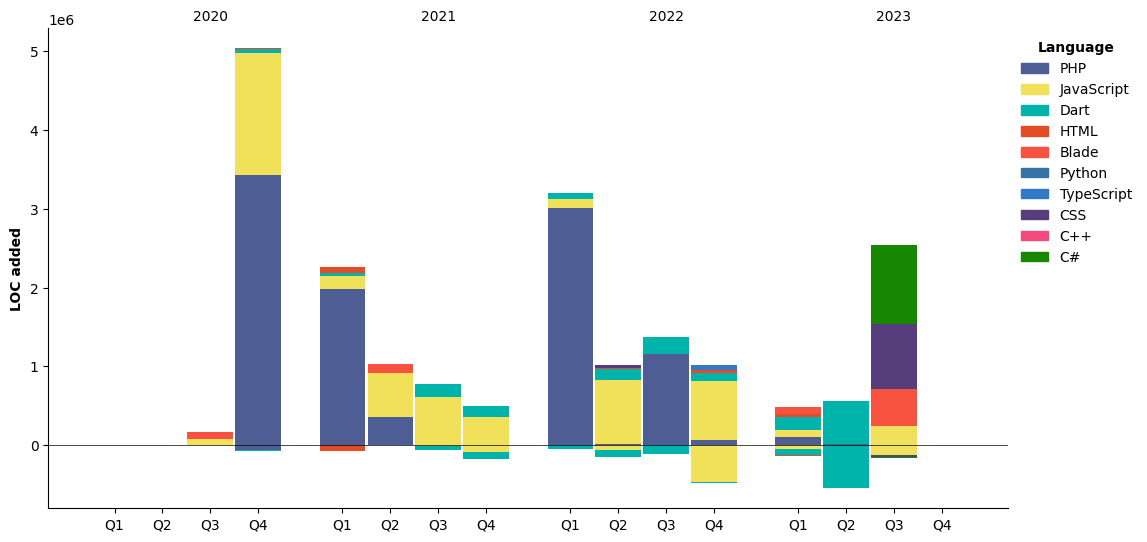 2020 2021 2022 2023
1e6
Language
PHP
JavaScript
Dart
HTML
Blade
Python
TypeScript
CSS
C++
C#
LOC added
5
4
3
2
1
0
Q1 Q2 Q3 Q4 Q1 Q2 Q3 Q4 Q1 Q2 Q3 Q4 Q1 Q2 Q3 Q4